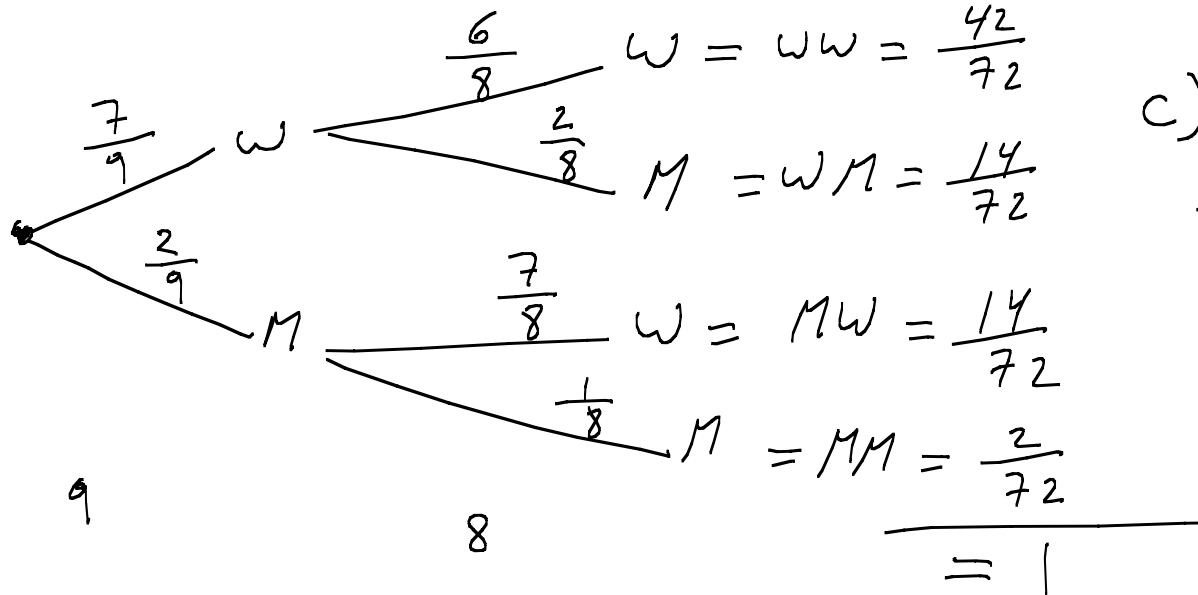 7/9 W 6/8 W = WW = 42/72
2/8 M = WM = 14/72
c)
2/9 M 7/8 W = MW = 14/72
1/8 M = MM = 2/72
9 8
= 1